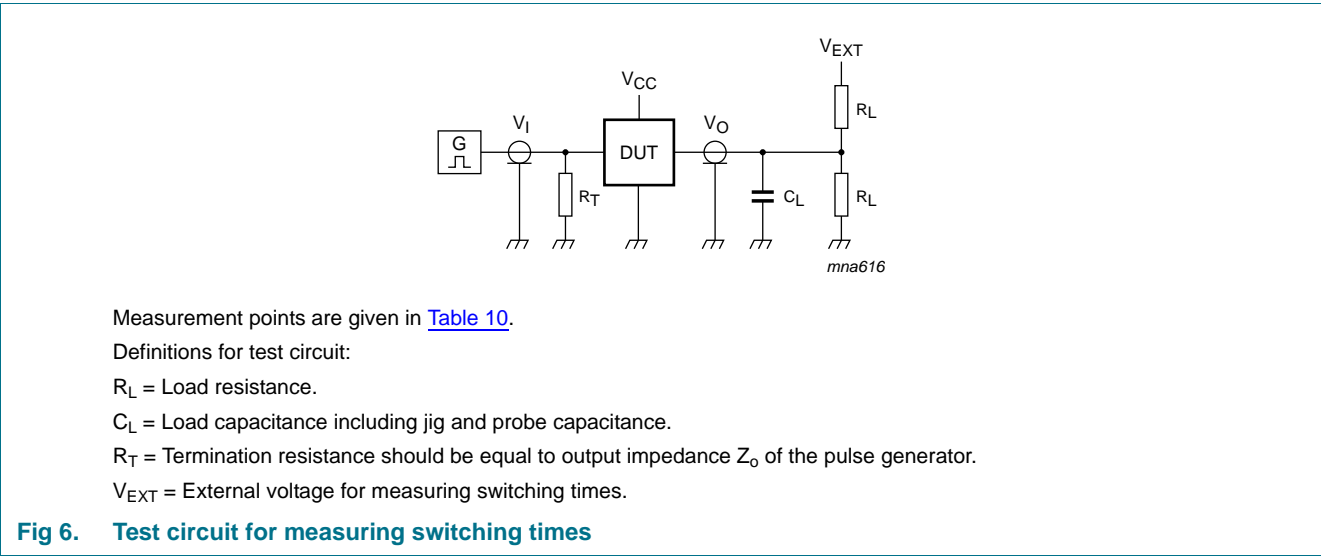 VEXT
VCC
RL
VI
VO
G
DUT
RT
CL
RL
mna616
Measurement points are given in Table 10.
Definitions for test circuit:
RL = Load resistance.
CL = Load capacitance including jig and probe capacitance.
RT = Termination resistance should be equal to output impedance Zo of the pulse generator.
VEXT = External voltage for measuring switching times.
Fig 6. Test circuit for measuring switching times